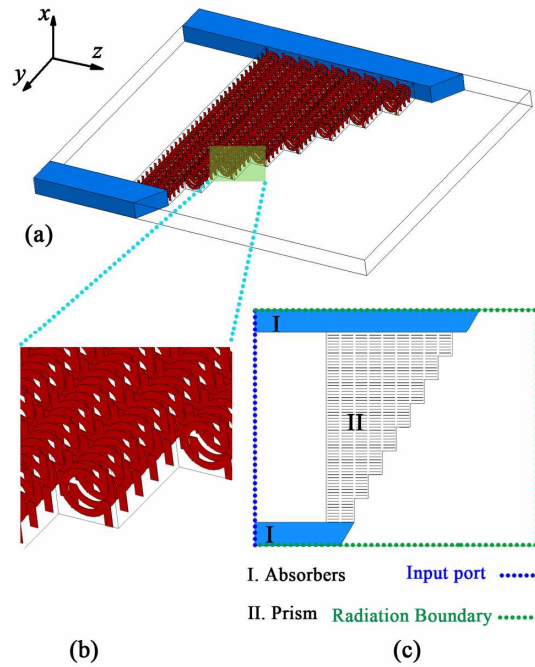 x
z
y
(a)
I
II
I
I. Absorbers
Input port
II. Prism
Radiation Boundary
(b)
(c)